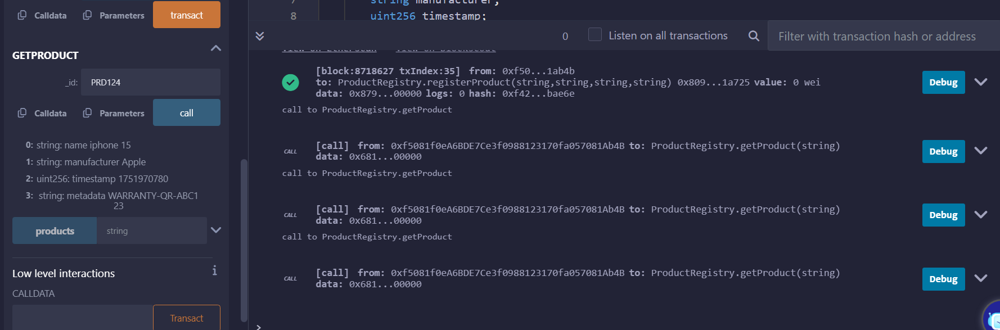 Calldata Parameters transact
GETPRODUCT
_id: PRD124
Calldata Parameters call
0: string: name iphone 15
1: string: manufacturer Apple
2: uint256: timestamp 1751970780
3: string: metadata WARRANTY-QR-ABC1
23
products string
Low level interactions i
CALLDATA
Transact
7 string manufacturer;
8 uint256 timestamp;
0 Listen on all transactions Filter with transaction hash or address
view on etherscan view on blockscout
[block:8718627 txIndex:35] from: 0xf50...1ab4b
to: ProductRegistry.registerProduct(string,string,string,string) 0x809...1a725 value: 0 wei
data: 0x879...00000 logs: 0 hash: 0xf42...bae6e
Debug
call to ProductRegistry.getProduct
CALL [call] from: 0xf5081f0eA6BDE7Ce3f0988123170fa057081Ab4B to: ProductRegistry.getProduct(string)
data: 0x681...00000
Debug
call to ProductRegistry.getProduct
CALL [call] from: 0xf5081f0eA6BDE7Ce3f0988123170fa057081Ab4B to: ProductRegistry.getProduct(string)
data: 0x681...00000
Debug
call to ProductRegistry.getProduct
CALL [call] from: 0xf5081f0eA6BDE7Ce3f0988123170fa057081Ab4B to: ProductRegistry.getProduct(string)
data: 0x681...00000
Debug
>